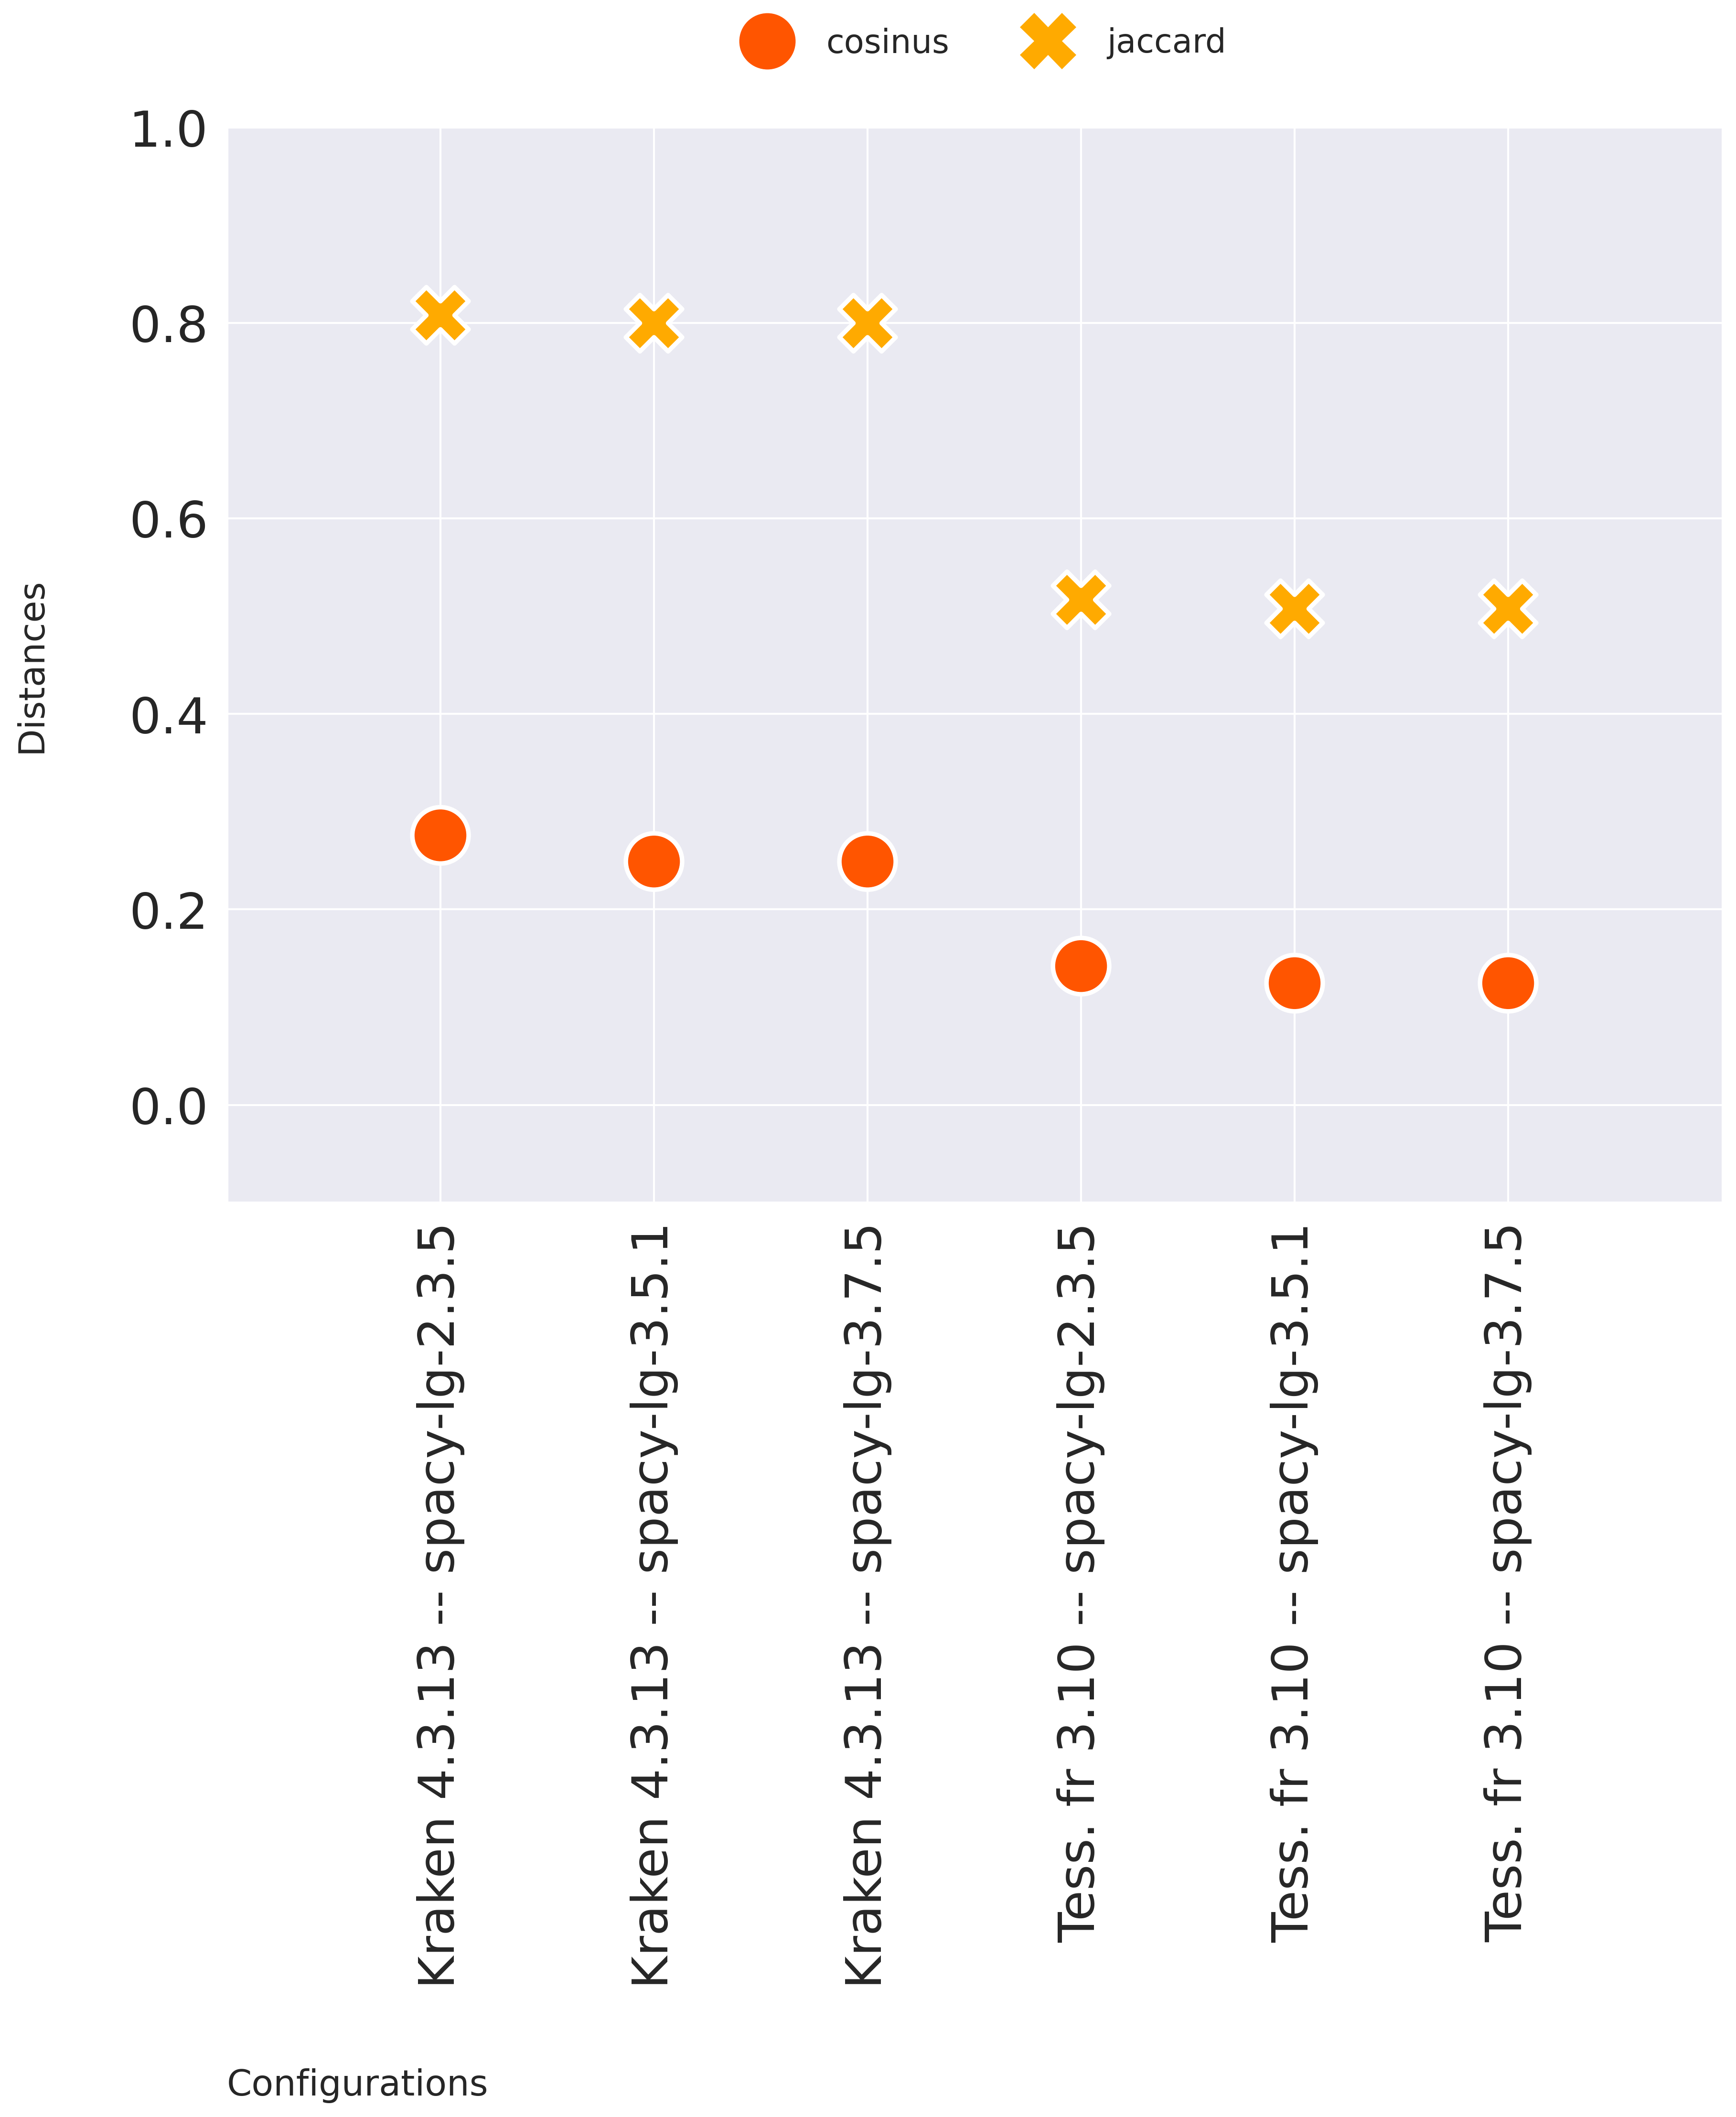 cosinus
jaccard
1.0
0.8
0.6
0.4
0.2
0.0
Distances
Kraken 4.3.13 -- spacy-lg-2.3.5
Kraken 4.3.13 -- spacy-lg-3.5.1
Kraken 4.3.13 -- spacy-lg-3.7.5
Tess. fr 3.10 -- spacy-lg-2.3.5
Tess. fr 3.10 -- spacy-lg-3.5.1
Tess. fr 3.10 -- spacy-lg-3.7.5
Configurations